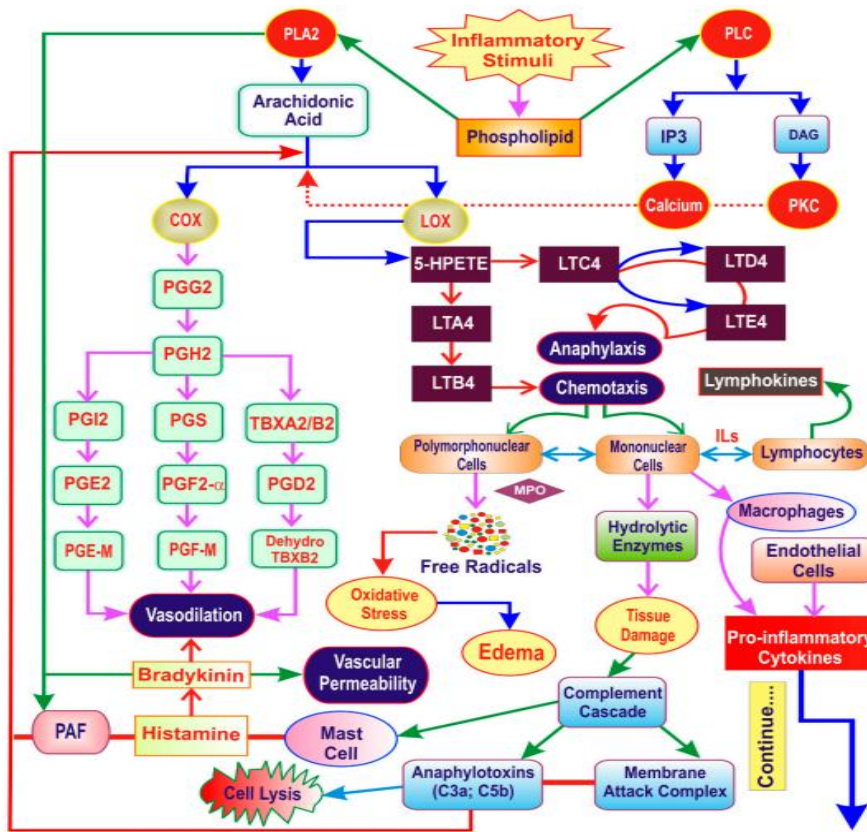 PLA2
Inflammatory
Stimuli
PLC
Arachidonic
Acid
Phospholipid
IP3
DAG
COX
LOX
Calcium
PKC
5-HPETE
LTC4
LTD4
PGG2
LTA4
LTE4
PGH2
Anaphylaxis
LTB4
Chemotaxis
Lymphokines
PGI2
PGS
TBXA2/B2
Polymorphonuclear
Cells
Mononuclear
Cells
ILs
Lymphocytes
PGE2
PGF2-α
PGD2
MPO
Macrophages
Hydrolytic
Enzymes
PGE-M
PGF-M
Dehydro
TBXB2
Free Radicals
Endothelial
Cells
Vasodilation
Oxidative
Stress
Tissue
Damage
Edema
Pro-inflammatory
Cytokines
Bradykinin
Vascular
Permeability
Complement
Cascade
Continue....
PAF
Histamine
Mast
Cell
Cell Lysis
Anaphylotoxins
(C3a; C5b)
Membrane
Attack Complex